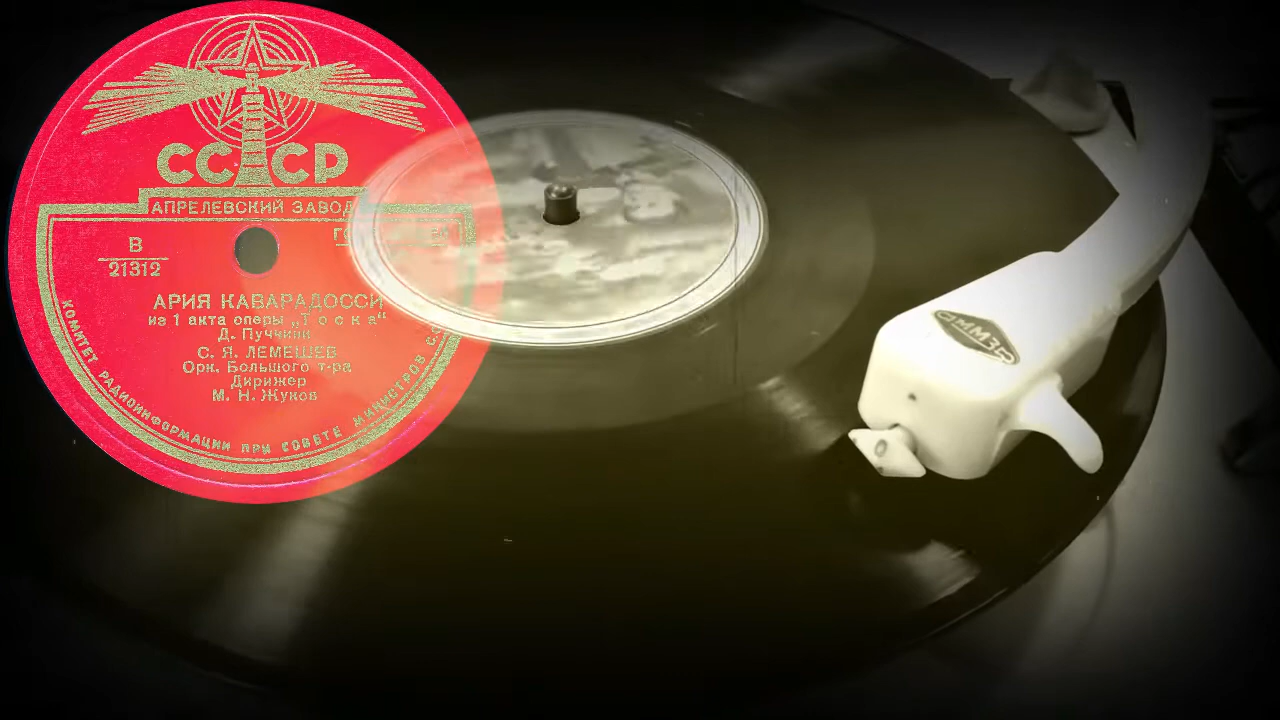 СССР
АПРЕЛЕВСКИЙ ЗАВОД
В
21312
АРИЯ КАВАРАДОССИ
из 1 акта оперы „Тоска“
Д. Пуччини
С. Я. ЛЕМЕШЕВ
Орк. Большого т-ра
Дирижер
М. Н. Жуков
КОМИТЕТ РАДИОИНФОРМАЦИИ ПРИ СОВЕТЕ МИНИСТРОВ